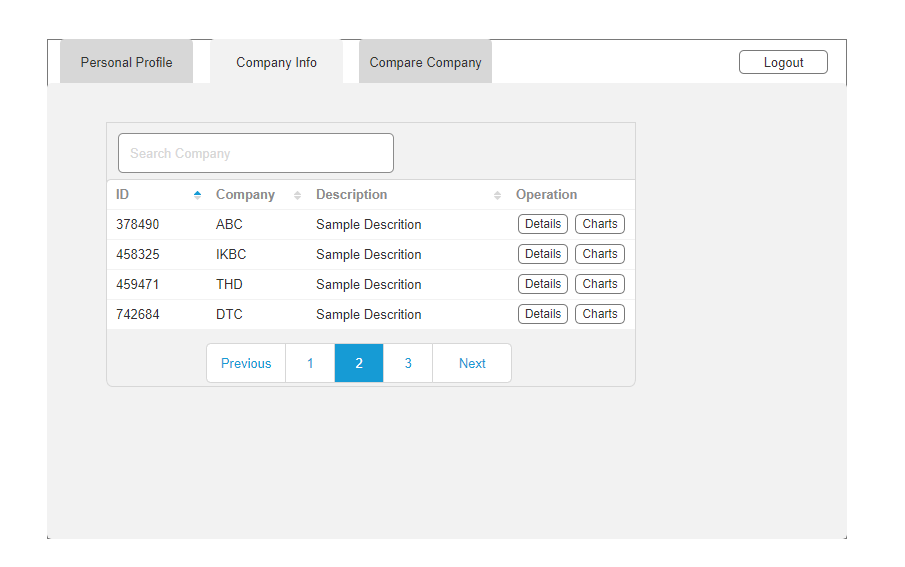 Personal Profile Company Info Compare Company Logout
Search Company
ID Company Description Operation
378490 ABC Sample Descrition Details Charts
458325 IKBC Sample Descrition Details Charts
459471 THD Sample Descrition Details Charts
742684 DTC Sample Descrition Details Charts
Previous 1 2 3 Next